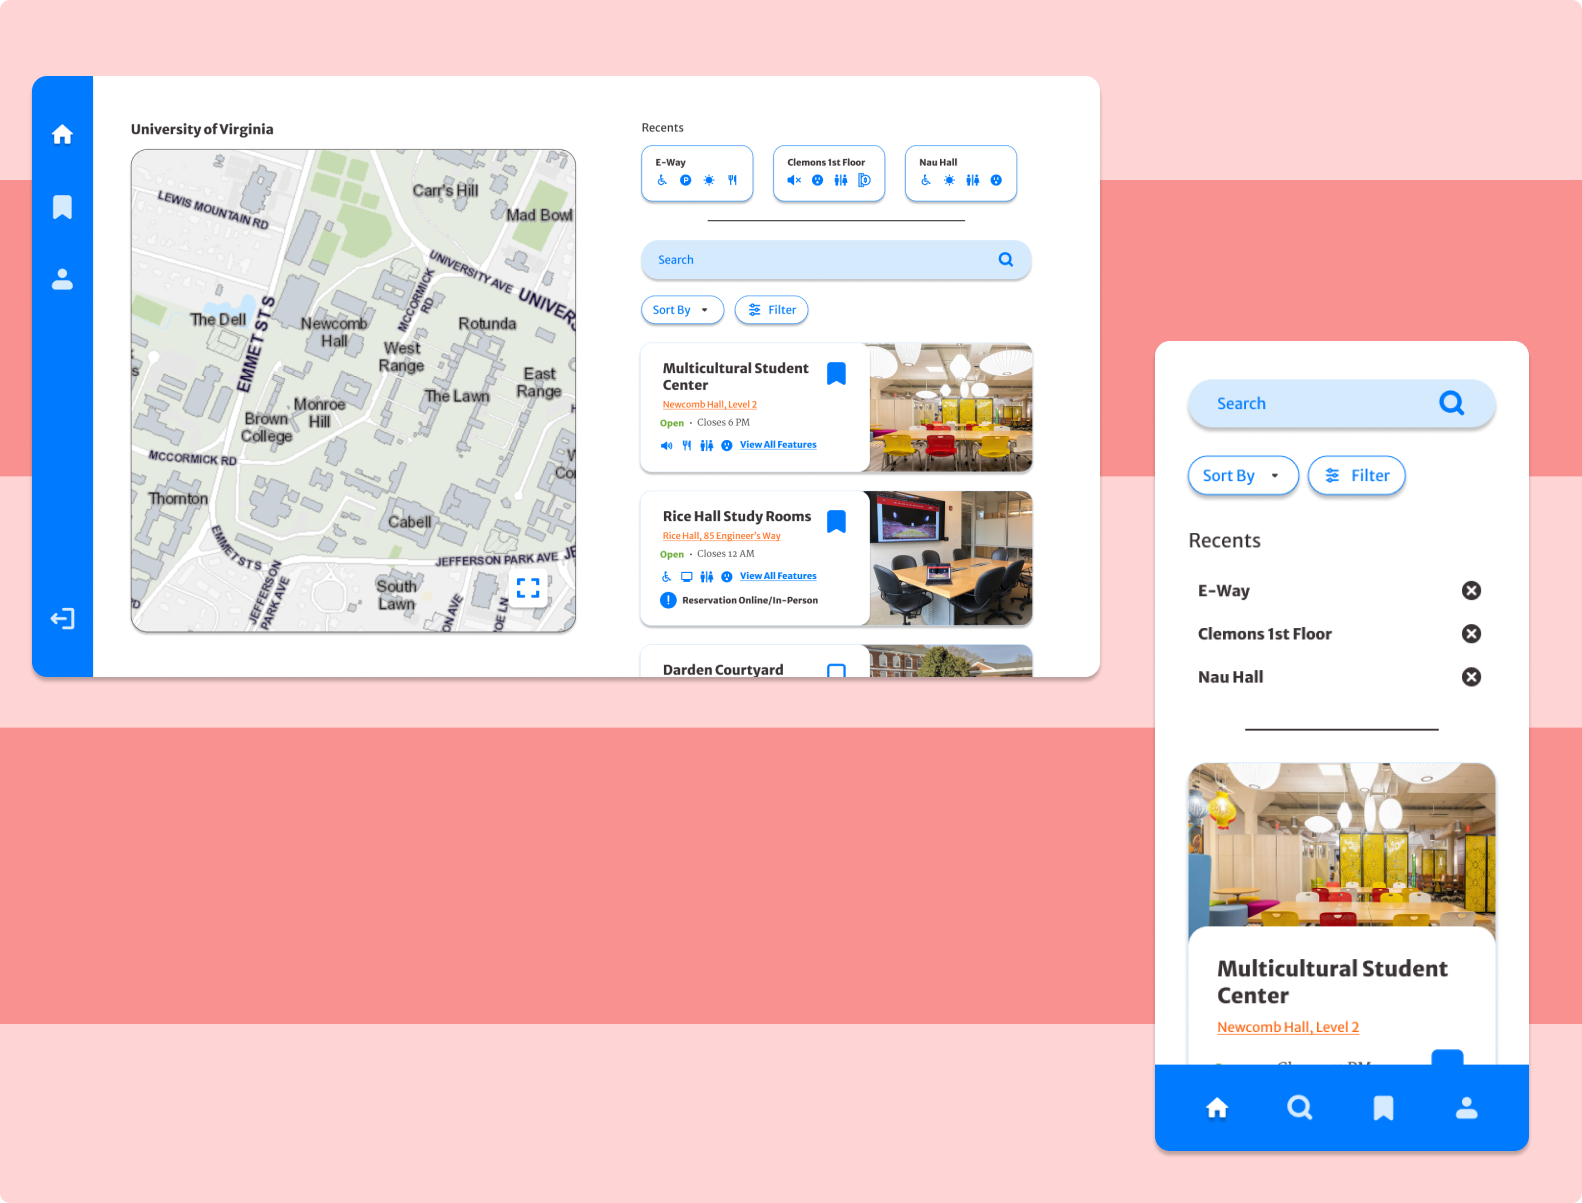 University of Virginia
Carr's Hill
Mad Bowl
LEWIS MOUNTAIN RD
UNIVERSITY AVE
UNIVER
MCCORMICK
RD
EMMET ST S
The Dell
Newcomb
Hall
Rotunda
West
Range
East
Range
The Lawn
Monroe
Hill
Brown
College
MCCORMICK RD
Thornton
Cabell
EMMET ST S
JEFFERSON PARK AVE
JE
JEFFERSON
PARK AVE
South
Lawn
ON AVE
OE LN
Recents
E-Way
Clemons 1st Floor
Nau Hall
Search
Sort By
Filter
Multicultural Student
Center
Newcomb Hall, Level 2
Open • Closes 6 PM
View All Features
Rice Hall Study Rooms
Rice Hall, 85 Engineer's Way
Open • Closes 12 AM
View All Features
Reservation Online/In-Person
Darden Courtyard
Search
Sort By
Filter
Recents
E-Way
Clemons 1st Floor
Nau Hall
Multicultural Student
Center
Newcomb Hall, Level 2